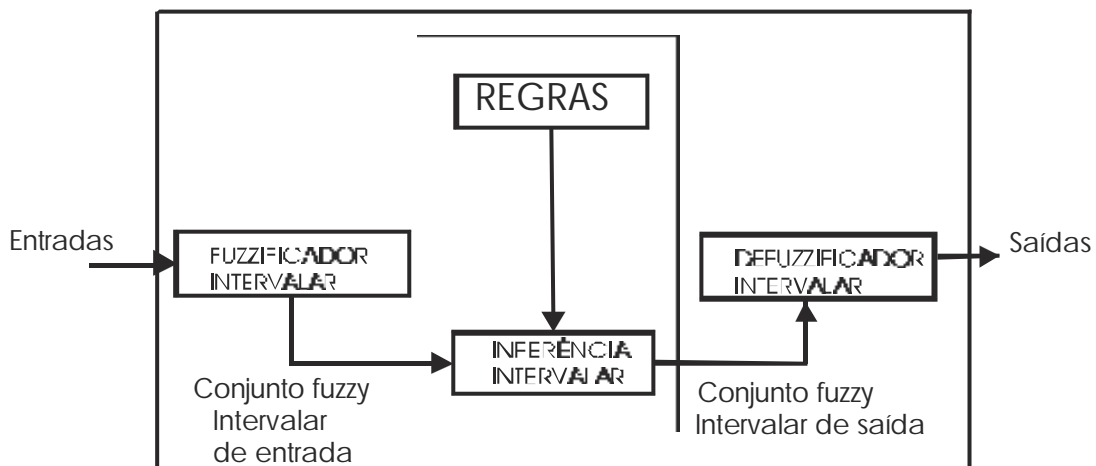 REGRAS
Entradas
FUZZIFICADOR
INTERVALAR
DEFUZZIFICADOR
INTERVALAR
Saídas
INFERÊNCIA
INTERVALAR
Conjunto fuzzy
Intervalar
de entrada
Conjunto fuzzy
Intervalar de saída